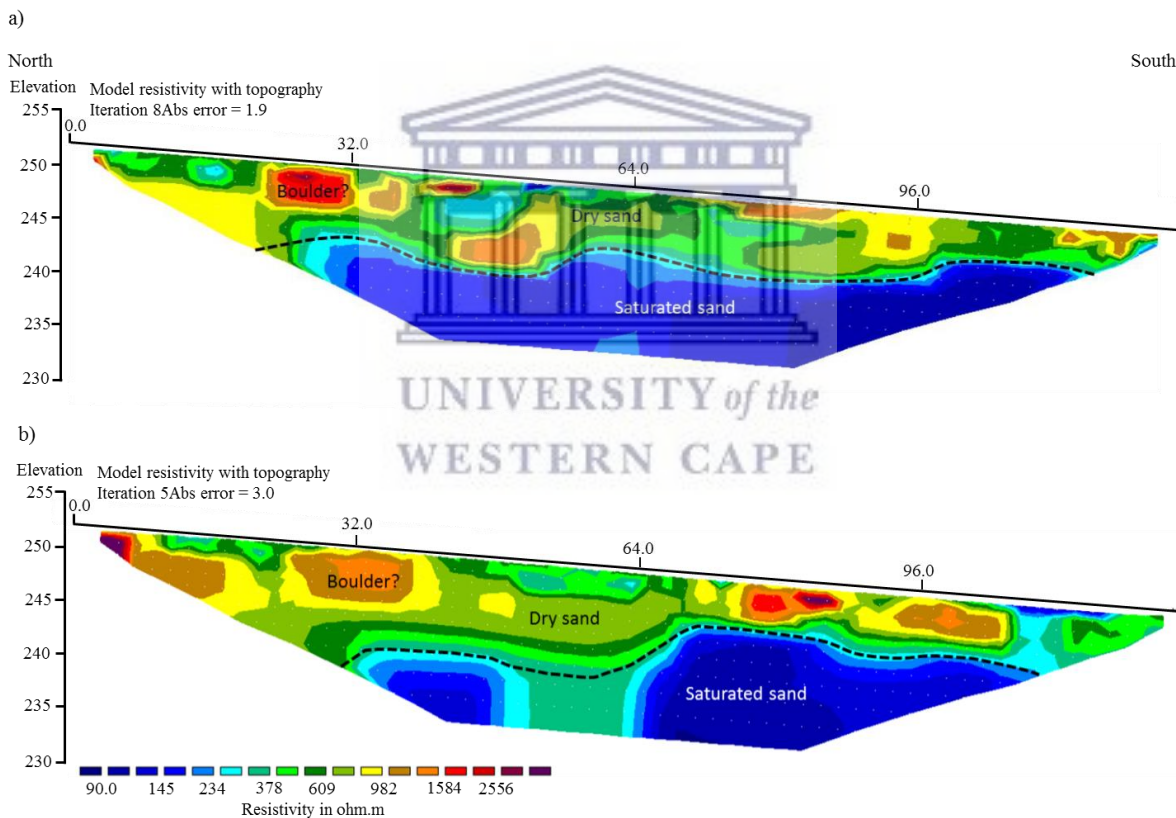 a)
North
South
Elevation
Model resistivity with topography
Iteration 8Abs error = 1.9
255
0.0
32.0
64.0
96.0
250
245
240
235
230
Boulder?
Dry sand
Saturated sand
UNIVERSITY of the
WESTERN CAPE
b)
Elevation
Model resistivity with topography
Iteration 5Abs error = 3.0
255
0.0
32.0
64.0
96.0
250
245
240
235
230
Boulder?
Dry sand
Saturated sand
90.0 145 234 378 609 982 1584 2556
Resistivity in ohm.m